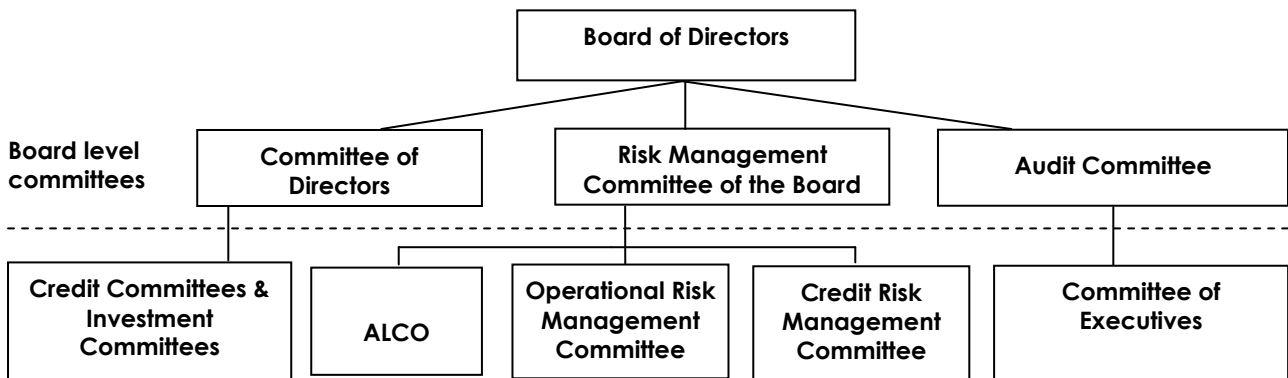 Board of Directors
Board level
committees
Committee of
Directors
Risk Management
Committee of the Board
Audit Committee
Credit Committees &
Investment
Committees
ALCO
Operational Risk
Management
Committee
Credit Risk
Management
Committee
Committee of
Executives